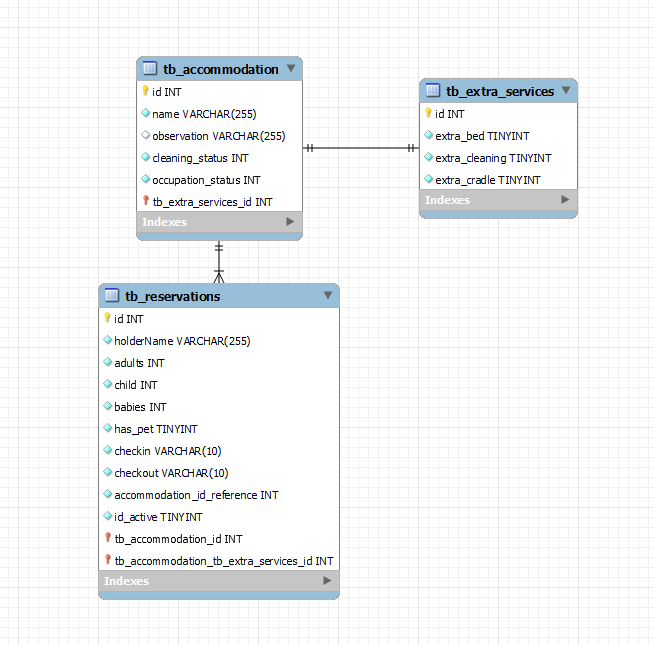 tb_accommodation
id INT
name VARCHAR(255)
observation VARCHAR(255)
cleaning_status INT
occupation_status INT
tb_extra_services_id INT
Indexes
tb_extra_services
id INT
extra_bed TINYINT
extra_cleaning TINYINT
extra_cradle TINYINT
Indexes
tb_reservations
id INT
holderName VARCHAR(255)
adults INT
child INT
babies INT
has_pet TINYINT
checkin VARCHAR(10)
checkout VARCHAR(10)
accommodation_id_reference INT
id_active TINYINT
tb_accommodation_id INT
tb_accommodation_tb_extra_services_id INT
Indexes